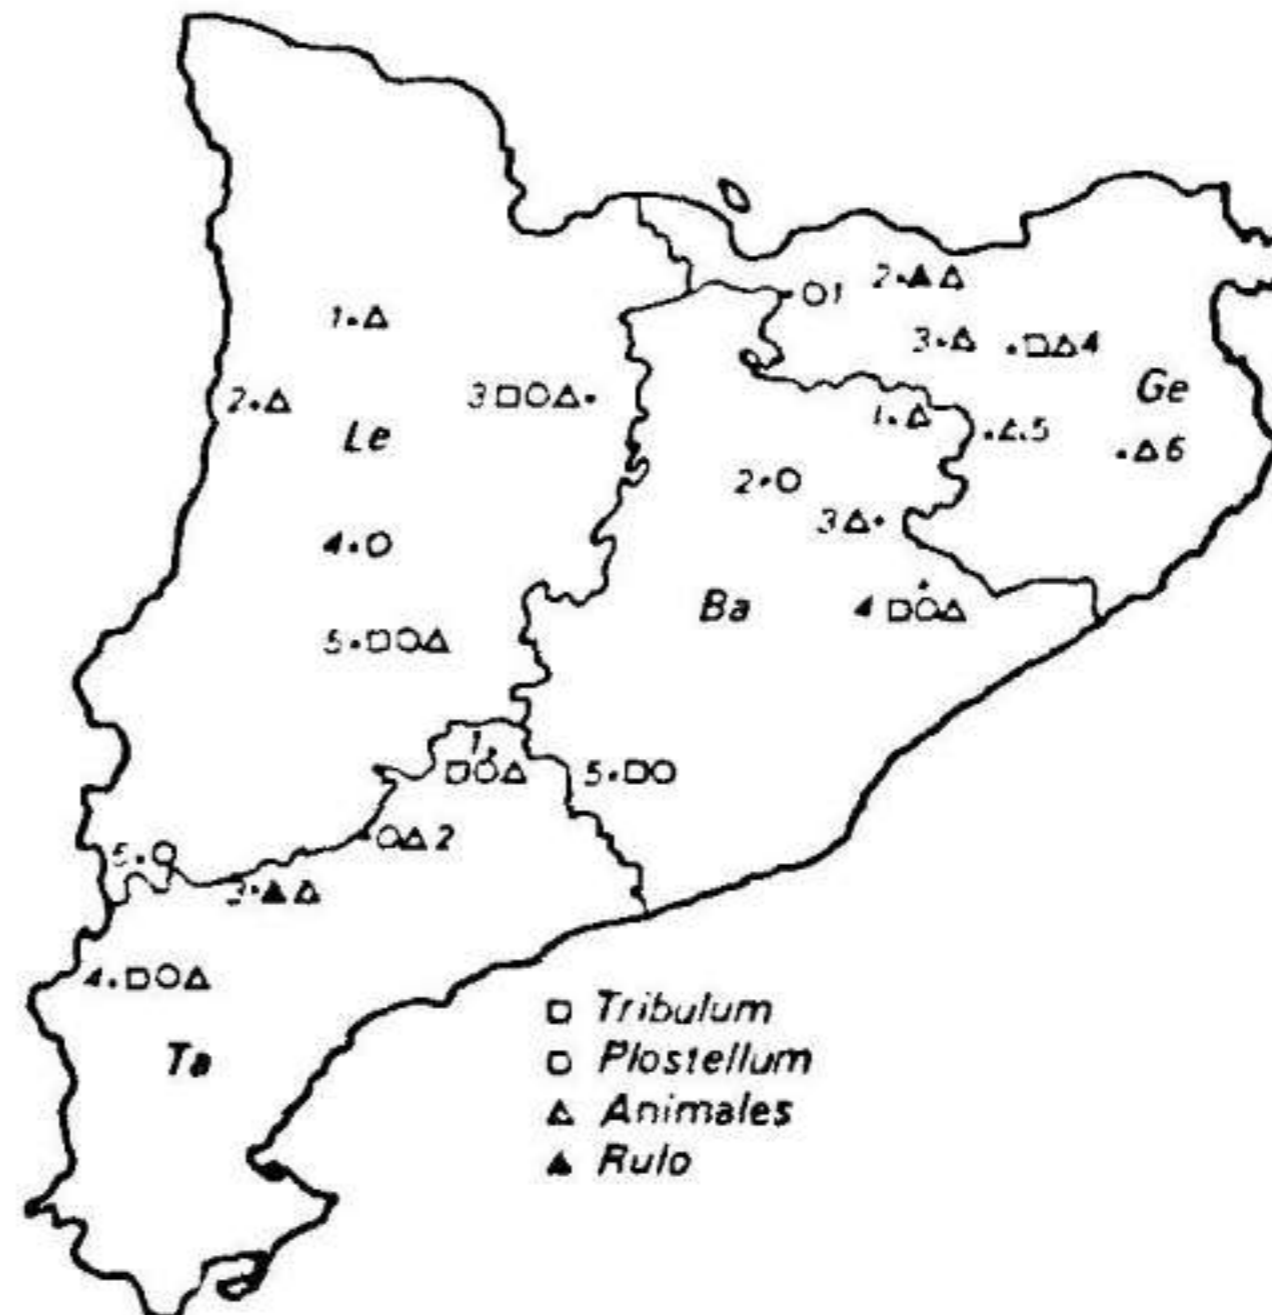 2.▲△
○1
1.△
3.△
.□△4
Ge
2.△
3□○△.
1.△
.△.5
Le
.△6
2.○
3△.
4.○
Ba
4□○△
5.□○△
1.
□○△
5.□○
○△2
5.○
3.▲△
4.□○△
□ Tribulum
○ Plostellum
Ta
△ Animales
▲ Rulo